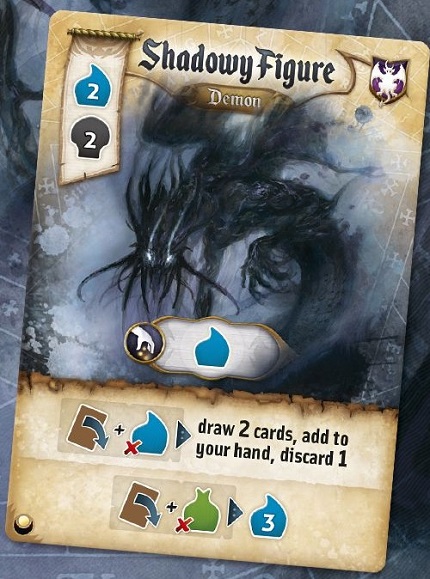 Shadowy Figure
Demon
2
2
+ draw 2 cards, add to
your hand, discard 1
+ 3